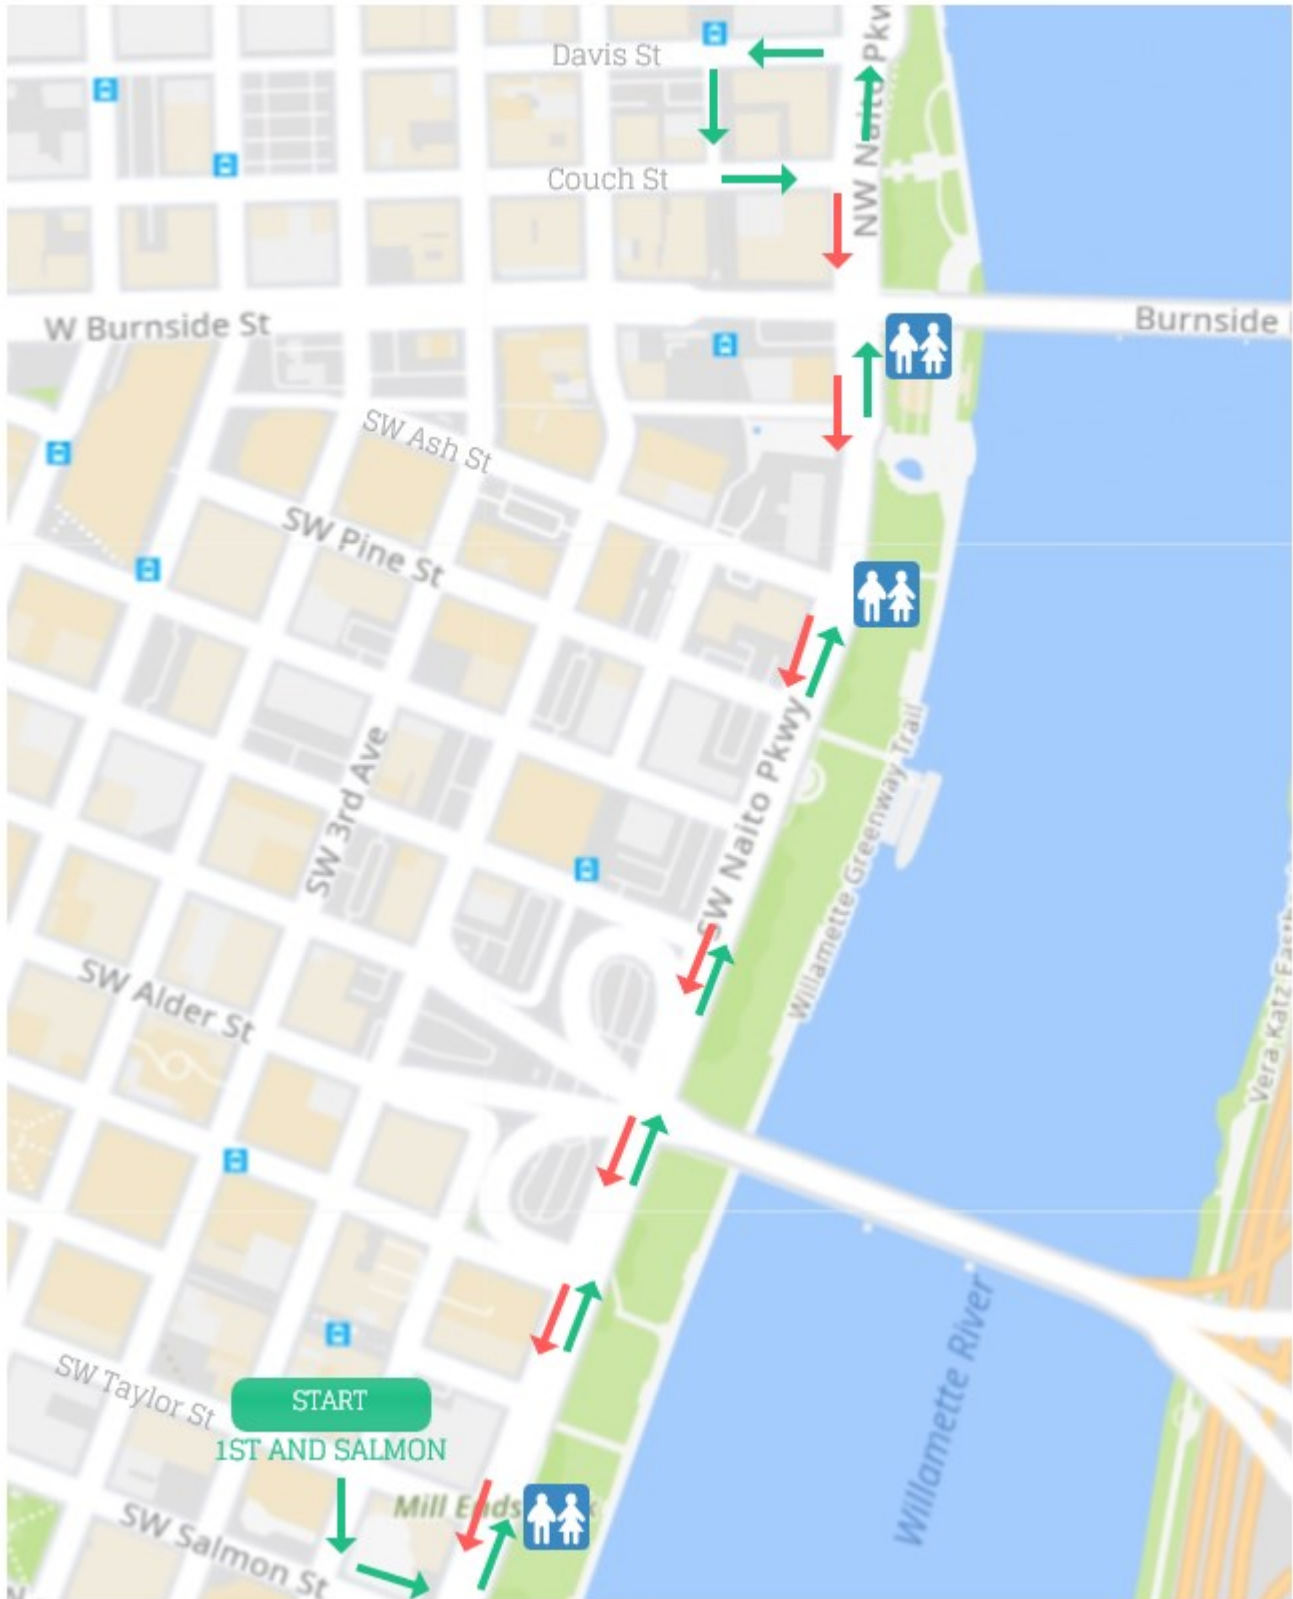 Davis St
NW Naito Pkw
Couch St
W Burnside St
Burnside
SW Ash St
SW Pine St
SW 3rd Ave
SW Naito Pkwy
Willamette Greenway Trail
SW Alder St
Vera Katz Eastb
Willamette River
SW Taylor St
START
1ST AND SALMON
Mill Ends
SW Salmon St